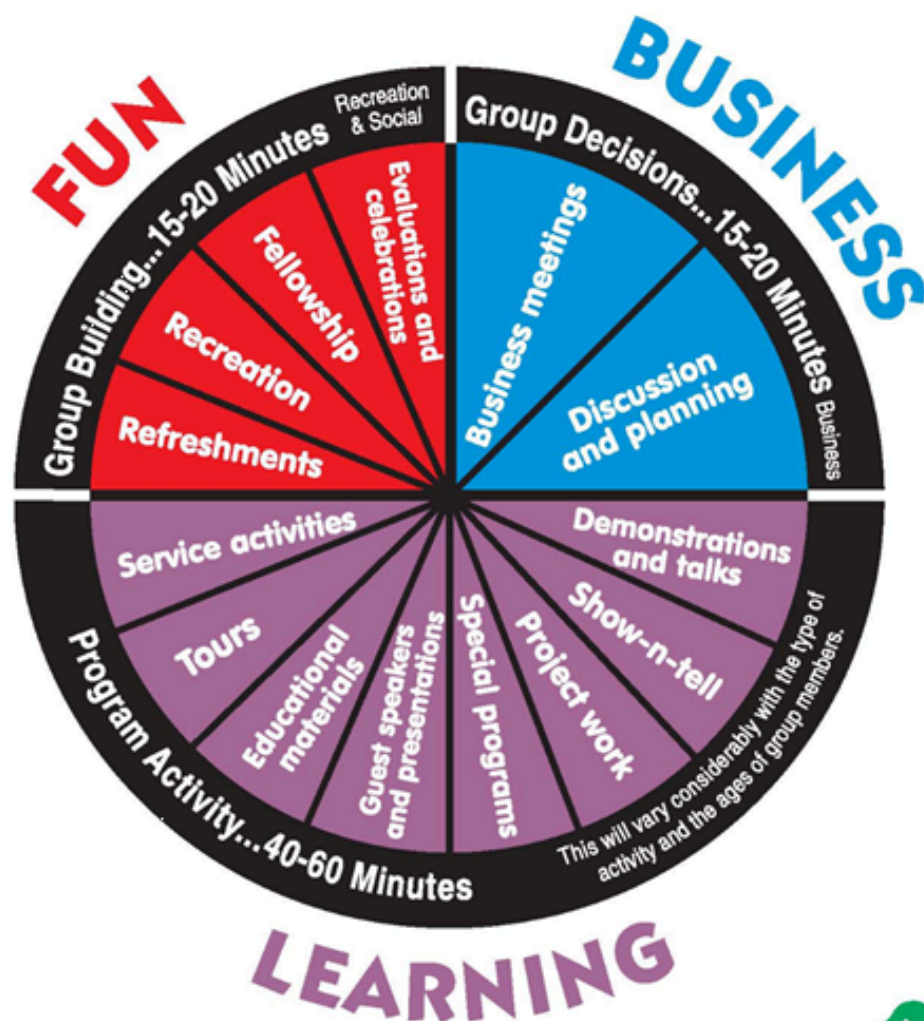 FUN
Group Building...15-20 Minutes
Recreation
& Social
Evaluations and
celebrations
Fellowship
Recreation
Refreshments
BUSINESS
Group Decisions...15-20 Minutes
Business
Business meetings
Discussion
and planning
Demonstrations
and talks
Show-n-tell
Project work
Special programs
Guest speakers
and presentations
Educational
materials
Tours
Service activities
Program Activity...40-60 Minutes
This will vary considerably with the type of
activity and the ages of group members.
LEARNING